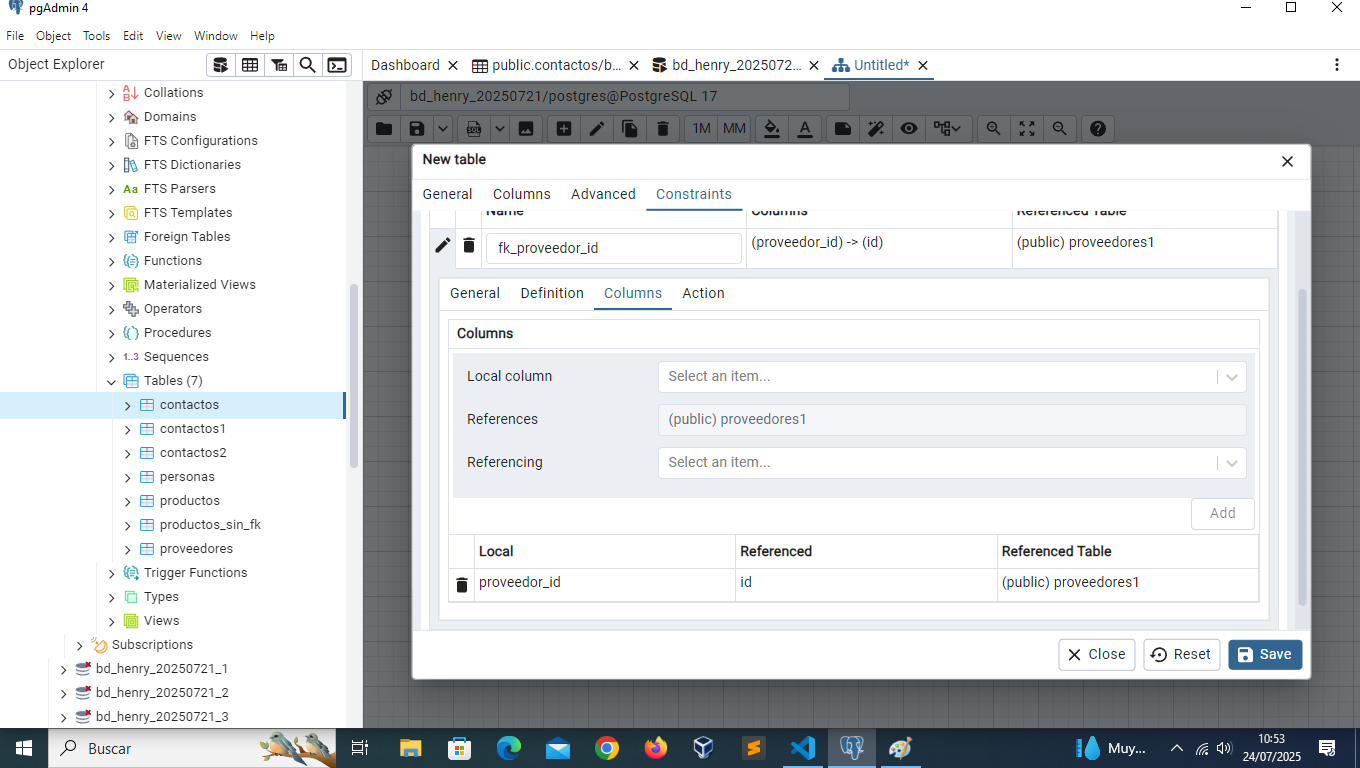 pgAdmin 4
File Object Tools Edit View Window Help
Object Explorer
Dashboard public.contactos/b... bd_henry_2025072... Untitled*
bd_henry_20250721/postgres@PostgreSQL 17
SQL 1M MM A
Collations
Domains
FTS Configurations
FTS Dictionaries
Aa FTS Parsers
FTS Templates
Foreign Tables
Functions
Materialized Views
Operators
Procedures
1..3 Sequences
Tables (7)
contactos
contactos1
contactos2
personas
productos
productos_sin_fk
proveedores
Trigger Functions
Types
Views
Subscriptions
bd_henry_20250721_1
bd_henry_20250721_2
bd_henry_20250721_3
New table
General Columns Advanced Constraints
Name Columns Referenced Table
fk_proveedor_id (proveedor_id) -> (id) (public) proveedores1
General Definition Columns Action
Columns
Local column Select an item...
References (public) proveedores1
Referencing Select an item...
Add
Local Referenced Referenced Table
proveedor_id id (public) proveedores1
Close Reset Save
Buscar
Muy...
10:53
24/07/2025